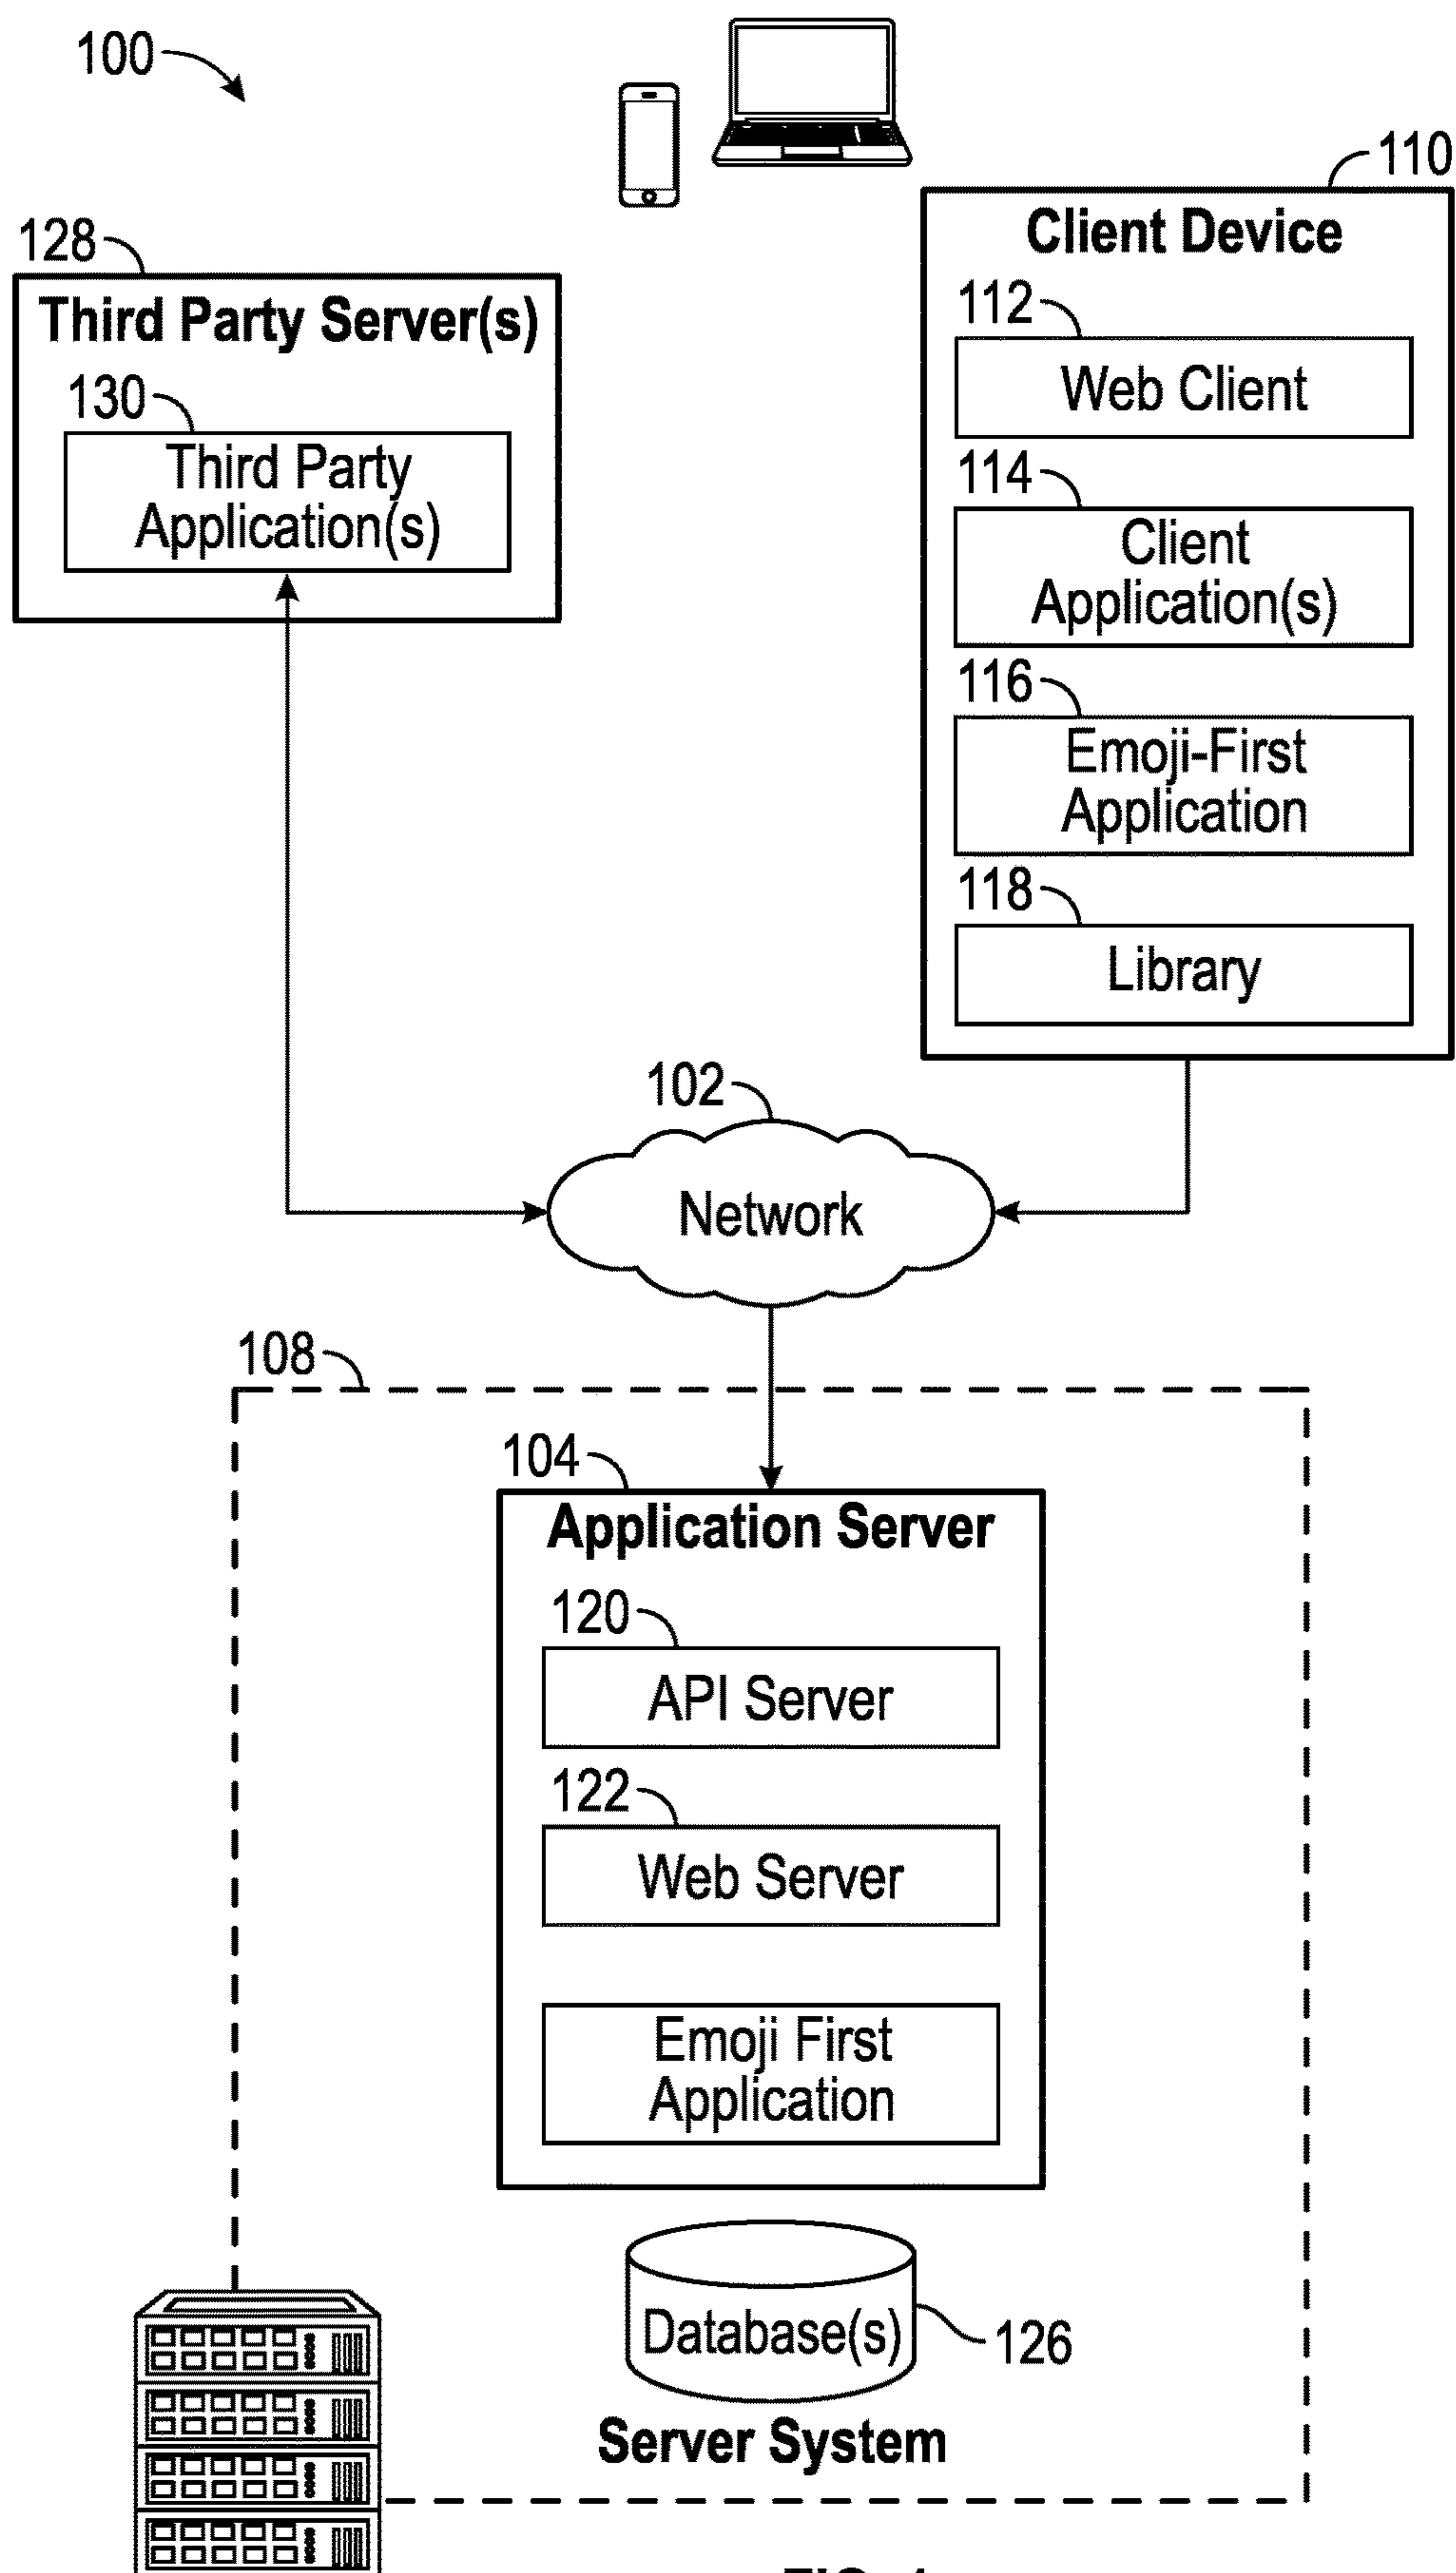 100
110
Client Device
128
Third Party Server(s)
112
Web Client
130
Third Party
Application(s)
114
Client
Application(s)
116
Emoji-First
Application
118
Library
102
Network
108
104
Application Server
120
API Server
122
Web Server
Emoji First
Application
Database(s)
126
Server System